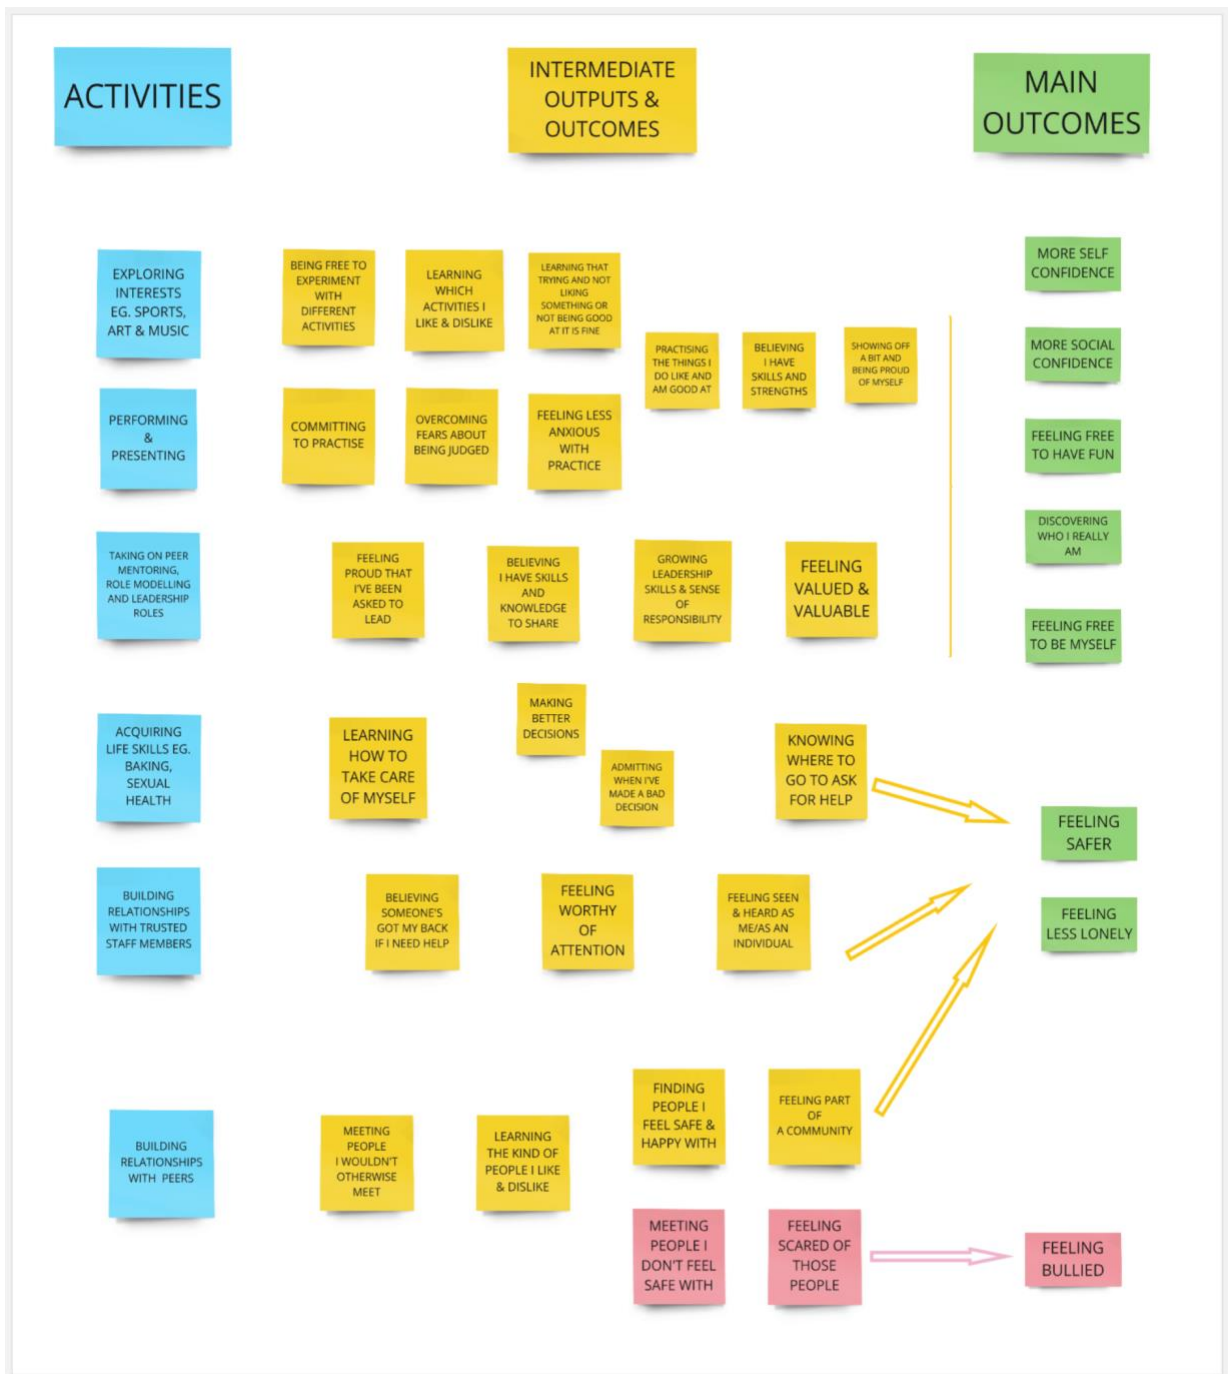 ACTIVITIES
INTERMEDIATE
OUTPUTS &
OUTCOMES
MAIN
OUTCOMES
EXPLORING
INTERESTS
EG. SPORTS,
ART & MUSIC
BEING FREE TO
EXPERIMENT
WITH
DIFFERENT
ACTIVITIES
LEARNING
WHICH
ACTIVITIES I
LIKE & DISLIKE
LEARNING THAT
TRYING AND NOT
LIKING
SOMETHING OR
NOT BEING GOOD
AT IT IS FINE
PRACTISING
THE THINGS I
DO LIKE AND
AM GOOD AT
BELIEVING
I HAVE
SKILLS AND
STRENGTHS
SHOWING OFF
A BIT AND
BEING PROUD
OF MYSELF
MORE SELF
CONFIDENCE
MORE SOCIAL
CONFIDENCE
PERFORMING
&
PRESENTING
COMMITTING
TO PRACTISE
OVERCOMING
FEARS ABOUT
BEING JUDGED
FEELING LESS
ANXIOUS
WITH
PRACTICE
FEELING FREE
TO HAVE FUN
TAKING ON PEER
MENTORING,
ROLE MODELLING
AND LEADERSHIP
ROLES
FEELING
PROUD THAT
I'VE BEEN
ASKED TO
LEAD
BELIEVING
I HAVE SKILLS
AND
KNOWLEDGE
TO SHARE
GROWING
LEADERSHIP
SKILLS & SENSE
OF
RESPONSIBILITY
FEELING
VALUED &
VALUABLE
DISCOVERING
WHO I REALLY
AM
FEELING FREE
TO BE MYSELF
ACQUIRING
LIFE SKILLS EG.
BAKING,
SEXUAL
HEALTH
LEARNING
HOW TO
TAKE CARE
OF MYSELF
MAKING
BETTER
DECISIONS
ADMITTING
WHEN I'VE
MADE A BAD
DECISION
KNOWING
WHERE TO
GO TO ASK
FOR HELP
FEELING
SAFER
BUILDING
RELATIONSHIPS
WITH TRUSTED
STAFF MEMBERS
BELIEVING
SOMEONE'S
GOT MY BACK
IF I NEED HELP
FEELING
WORTHY
OF
ATTENTION
FEELING SEEN
& HEARD AS
ME/AS AN
INDIVIDUAL
FEELING
LESS LONELY
BUILDING
RELATIONSHIPS
WITH PEERS
MEETING
PEOPLE
I WOULDN'T
OTHERWISE
MEET
LEARNING
THE KIND OF
PEOPLE I LIKE
& DISLIKE
FINDING
PEOPLE I
FEEL SAFE &
HAPPY WITH
FEELING PART
OF
A COMMUNITY
MEETING
PEOPLE I
DON'T FEEL
SAFE WITH
FEELING
SCARED OF
THOSE
PEOPLE
FEELING
BULLIED